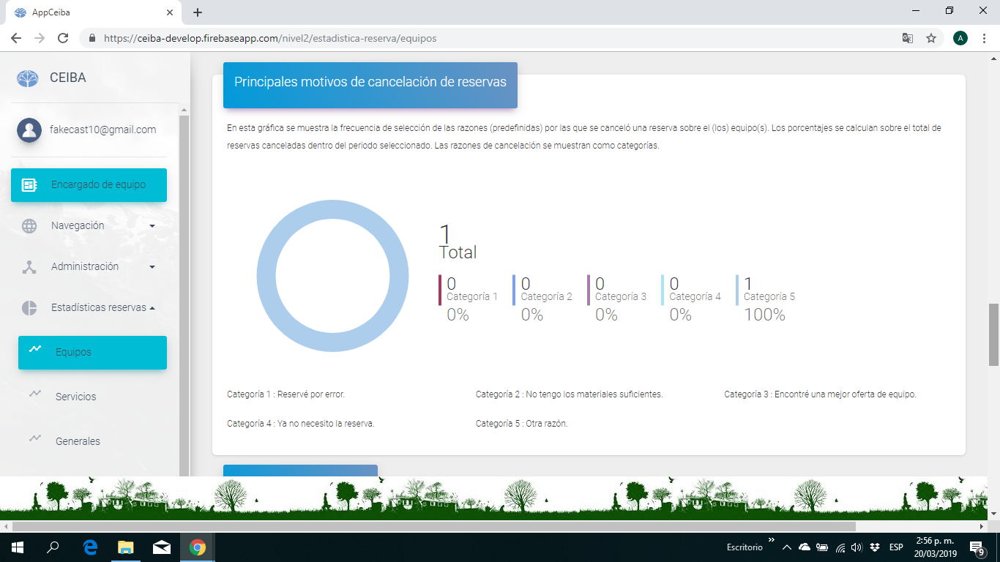 AppCeiba
https://ceiba-develop.firebaseapp.com/nivel2/estadistica-reserva/equipos
A
CEIBA
fakecast10@gmail.com
Encargado de equipo
Navegación
Administración
Estadísticas reservas
Equipos
Servicios
Generales
Principales motivos de cancelación de reservas
En esta gráfica se muestra la frecuencia de selección de las razones (predefinidas) por las que se canceló una reserva sobre el (los) equipo(s). Los porcentajes se calculan sobre el total de
reservas canceladas dentro del periodo seleccionado. Las razones de cancelación se muestran como categorías.
1
Total
0 0 0 0 1
Categoría 1 Categoría 2 Categoría 3 Categoría 4 Categoría 5
0% 0% 0% 0% 100%
Categoría 1 : Reservé por error. Categoría 2 : No tengo los materiales suficientes. Categoría 3 : Encontré una mejor oferta de equipo.
Categoría 4 : Ya no necesito la reserva. Categoría 5 : Otra razón.
Escritorio
ESP
2:56 p. m.
20/03/2019
9